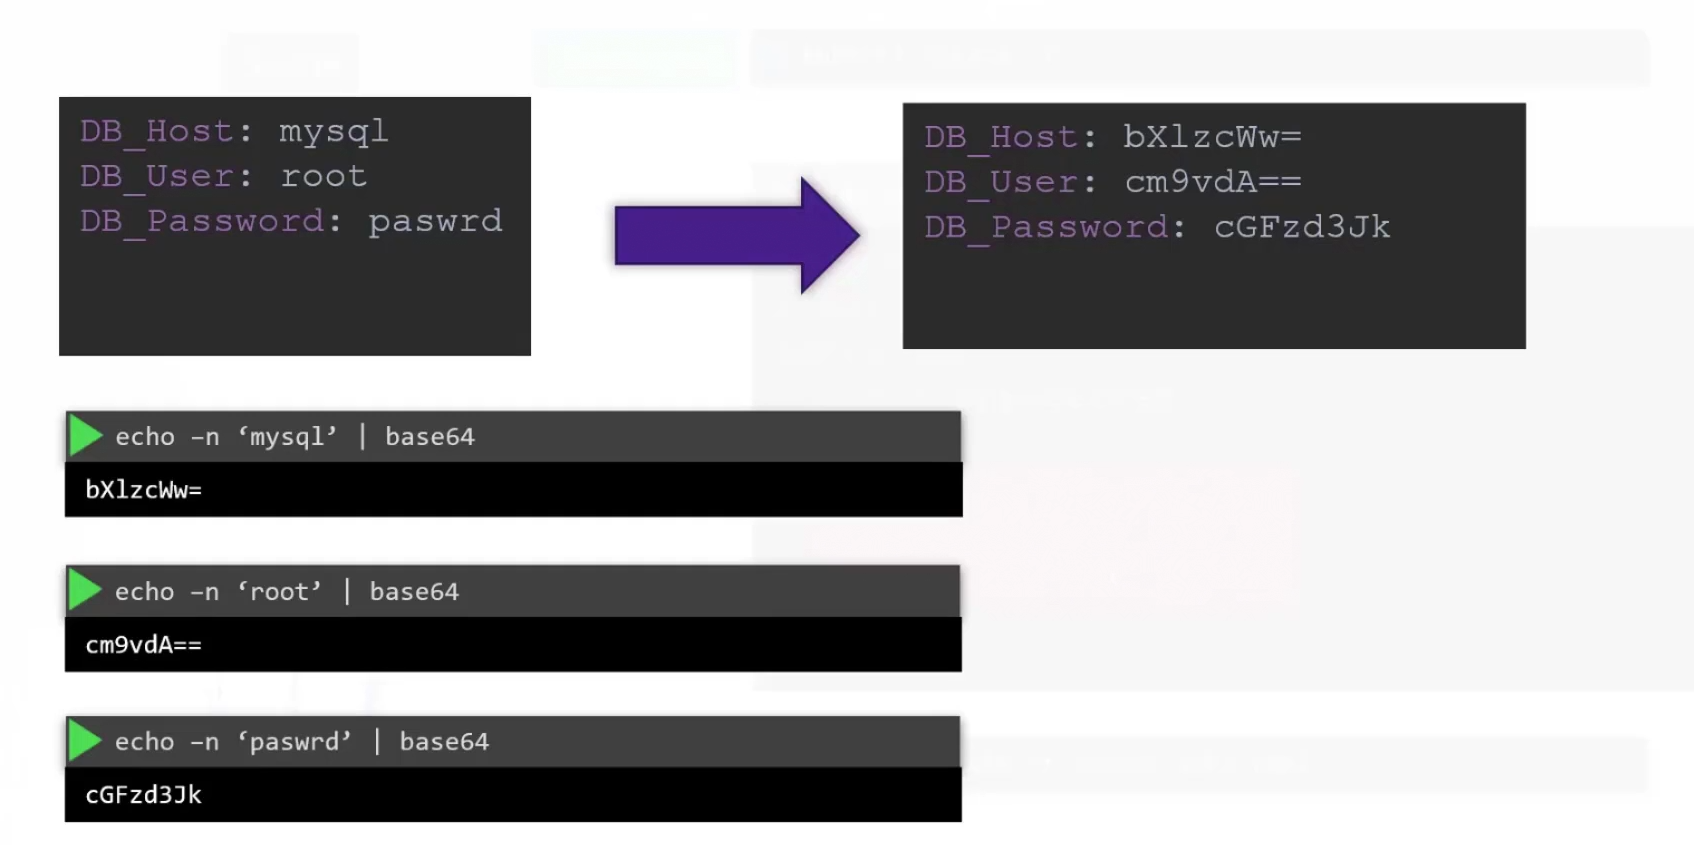 DB_Host: mysql
DB_User: root
DB_Password: paswrd
DB_Host: bXlzcWw=
DB_User: cm9vdA==
DB_Password: cGFzd3Jk
echo –n ‘mysql’ | base64
bXlzcWw=
echo –n ‘root’ | base64
cm9vdA==
echo –n ‘paswrd’ | base64
cGFzd3Jk